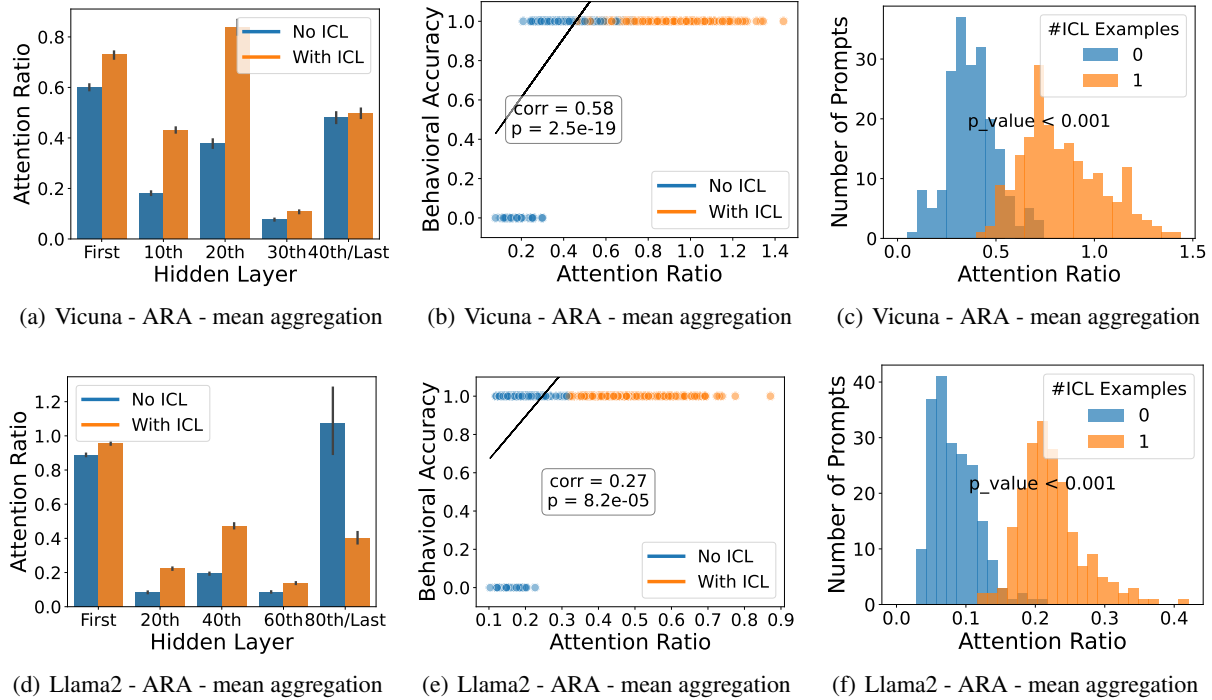 Attention Ratio
0.8
0.6
0.4
0.2
0.0
No ICL
With ICL
First 10th 20th 30th 40th/Last
Hidden Layer
(a) Vicuna - ARA - mean aggregation
Behavioral Accuracy
1.0
0.8
0.6
0.4
0.2
0.0
corr = 0.58
p = 2.5e-19
No ICL
With ICL
0.2 0.4 0.6 0.8 1.0 1.2 1.4
Attention Ratio
(b) Vicuna - ARA - mean aggregation
Number of Prompts
30
20
10
0
#ICL Examples
0
1
p_value < 0.001
0.0 0.5 1.0 1.5
Attention Ratio
(c) Vicuna - ARA - mean aggregation
Attention Ratio
1.2
1.0
0.8
0.6
0.4
0.2
0.0
No ICL
With ICL
First 20th 40th 60th 80th/Last
Hidden Layer
(d) Llama2 - ARA - mean aggregation
Behavioral Accuracy
1.0
0.8
0.6
0.4
0.2
0.0
corr = 0.27
p = 8.2e-05
No ICL
With ICL
0.1 0.2 0.3 0.4 0.5 0.6 0.7 0.8 0.9
Attention Ratio
(e) Llama2 - ARA - mean aggregation
Number of Prompts
40
30
20
10
0
#ICL Examples
0
1
p_value < 0.001
0.0 0.1 0.2 0.3 0.4
Attention Ratio
(f) Llama2 - ARA - mean aggregation